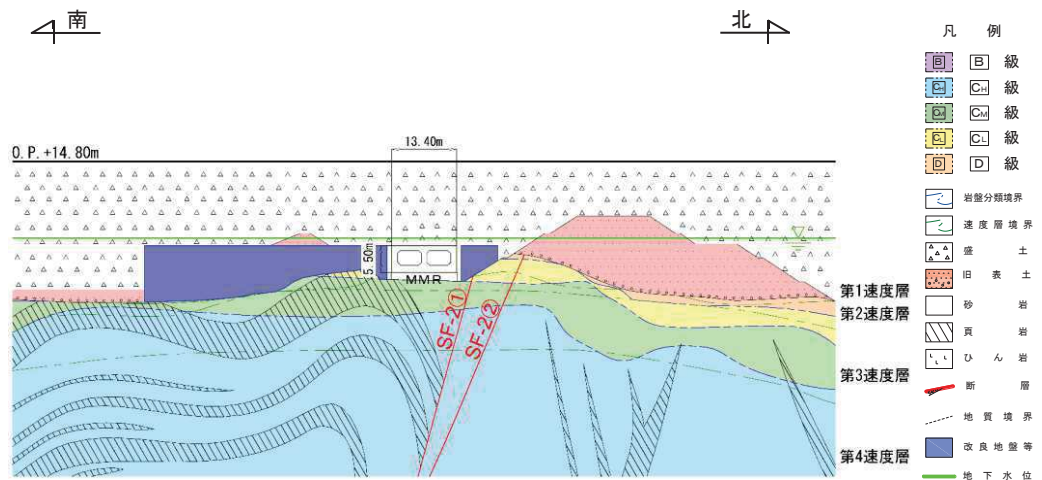 南
北
O.P.+14.80m
13.40m
5.50m
MMR
SF-2①
SF-2②
第1速度層
第2速度層
第3速度層
第4速度層
凡 例
B B 級
CH CH 級
CM CM 級
CL CL 級
D D 級
岩盤分類境界
速度層境界
盛土
旧表土
砂岩
頁岩
ひん岩
断層
地質境界
改良地盤等
地下水位